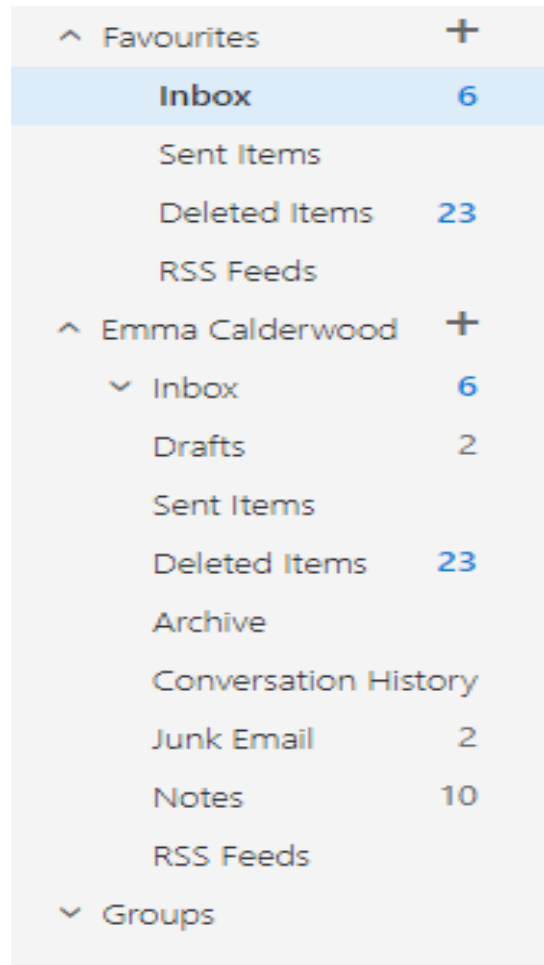 Favourites +
Inbox 6
Sent Items
Deleted Items 23
RSS Feeds
Emma Calderwood +
Inbox 6
Drafts 2
Sent Items
Deleted Items 23
Archive
Conversation History
Junk Email 2
Notes 10
RSS Feeds
Groups